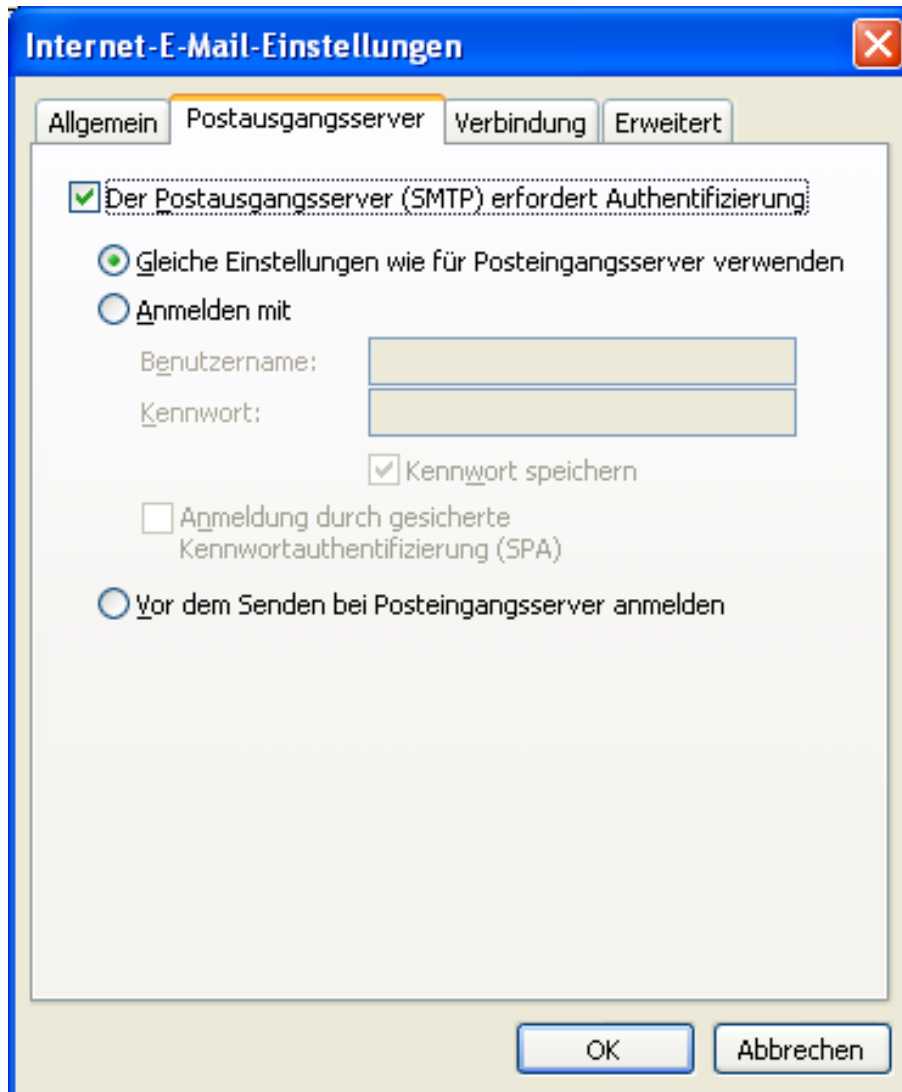 Internet-E-Mail-Einstellungen
Allgemein Postausgangsserver Verbindung Erweitert
Der Postausgangsserver (SMTP) erfordert Authentifizierung
Gleiche Einstellungen wie für Posteingangsserver verwenden
Anmelden mit
Benutzername:
Kennwort:
Kennwort speichern
Anmeldung durch gesicherte
Kennwortauthentifizierung (SPA)
Vor dem Senden bei Posteingangsserver anmelden
OK Abbrechen